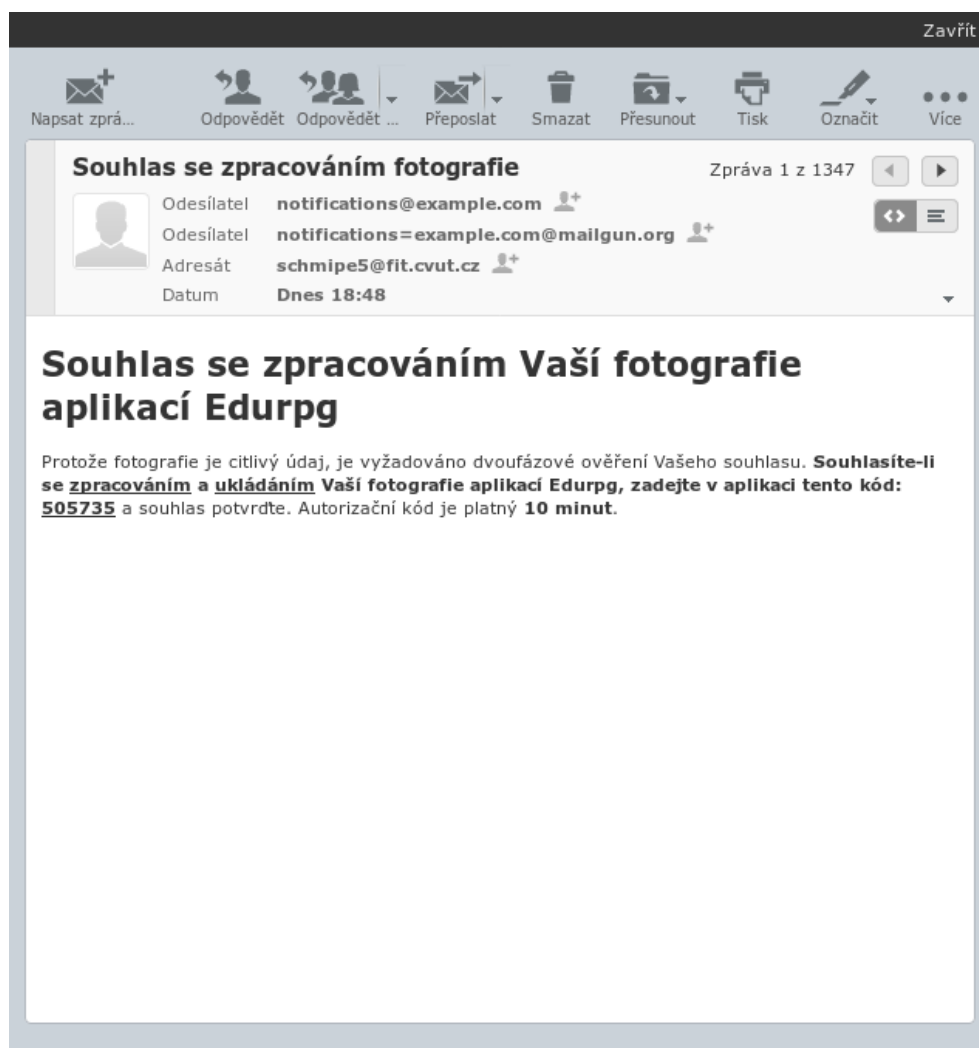 Zavřít
Napsat zprá...
Odpovědět
Odpovědět ...
Přeposlat
Smazat
Přesunout
Tisk
Označit
Více
Souhlas se zpracováním fotografie
Zpráva 1 z 1347
Odesílatel notifications@example.com
Odesílatel notifications=example.com@mailgun.org
Adresát schmipe5@fit.cvut.cz
Datum Dnes 18:48
Souhlas se zpracováním Vaší fotografie
aplikací Edurpg
Protože fotografie je citlivý údaj, je vyžadováno dvoufázové ověření Vašeho souhlasu. Souhlasíte-li
se zpracováním a ukládáním Vaší fotografie aplikací Edurpg, zadejte v aplikaci tento kód:
505735 a souhlas potvrďte. Autorizační kód je platný 10 minut.